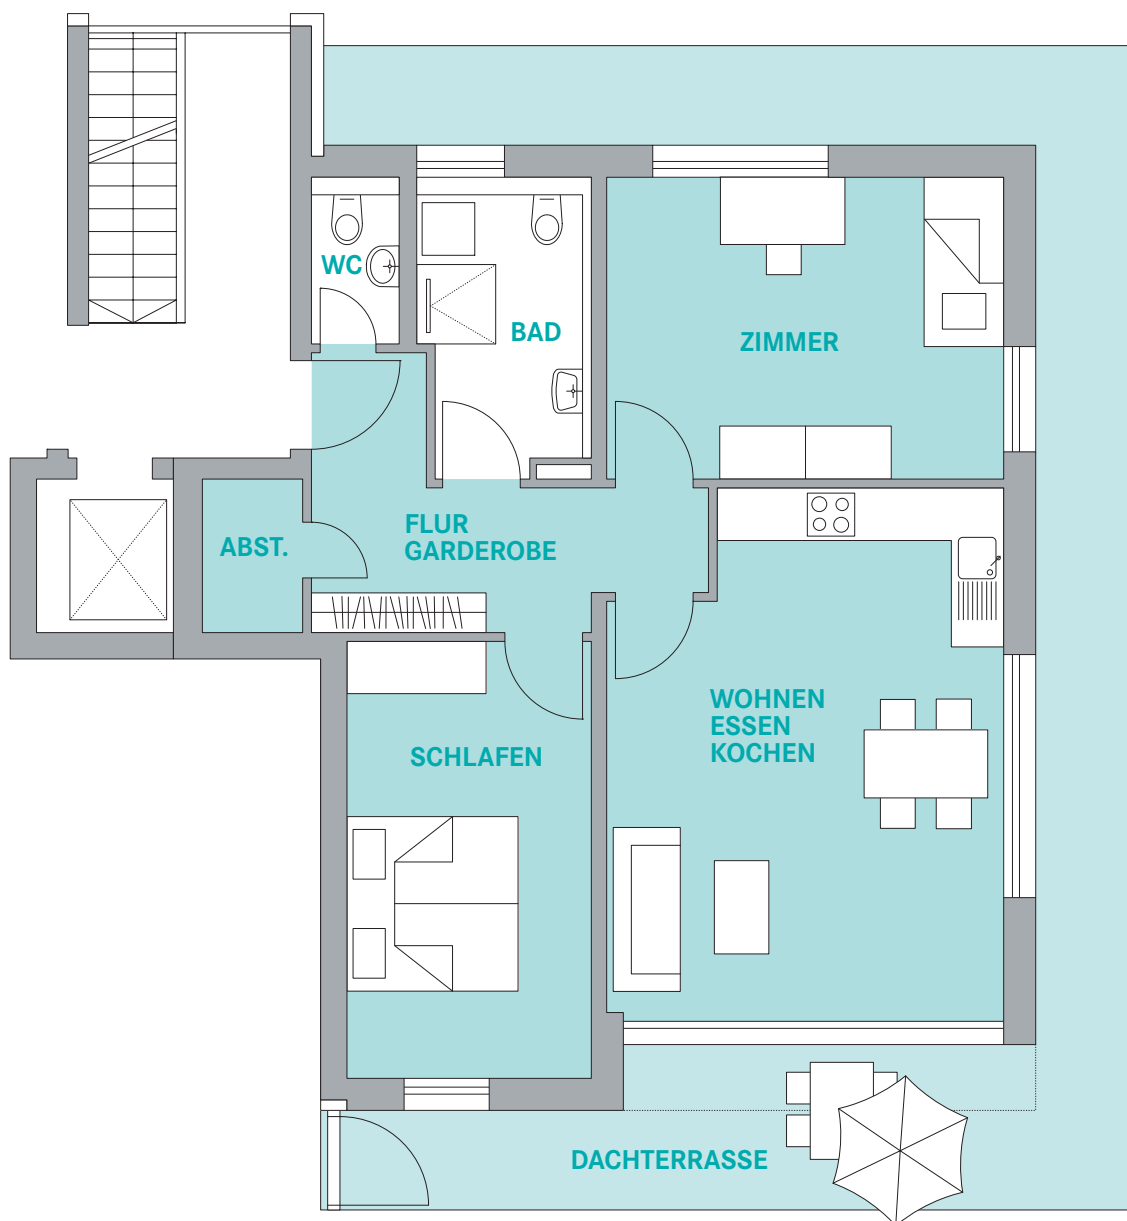 WC
BAD
ZIMMER
ABST.
FLUR
GARDEROBE
WOHNEN
ESSEN
KOCHEN
SCHLAFEN
DACHTERRASSE